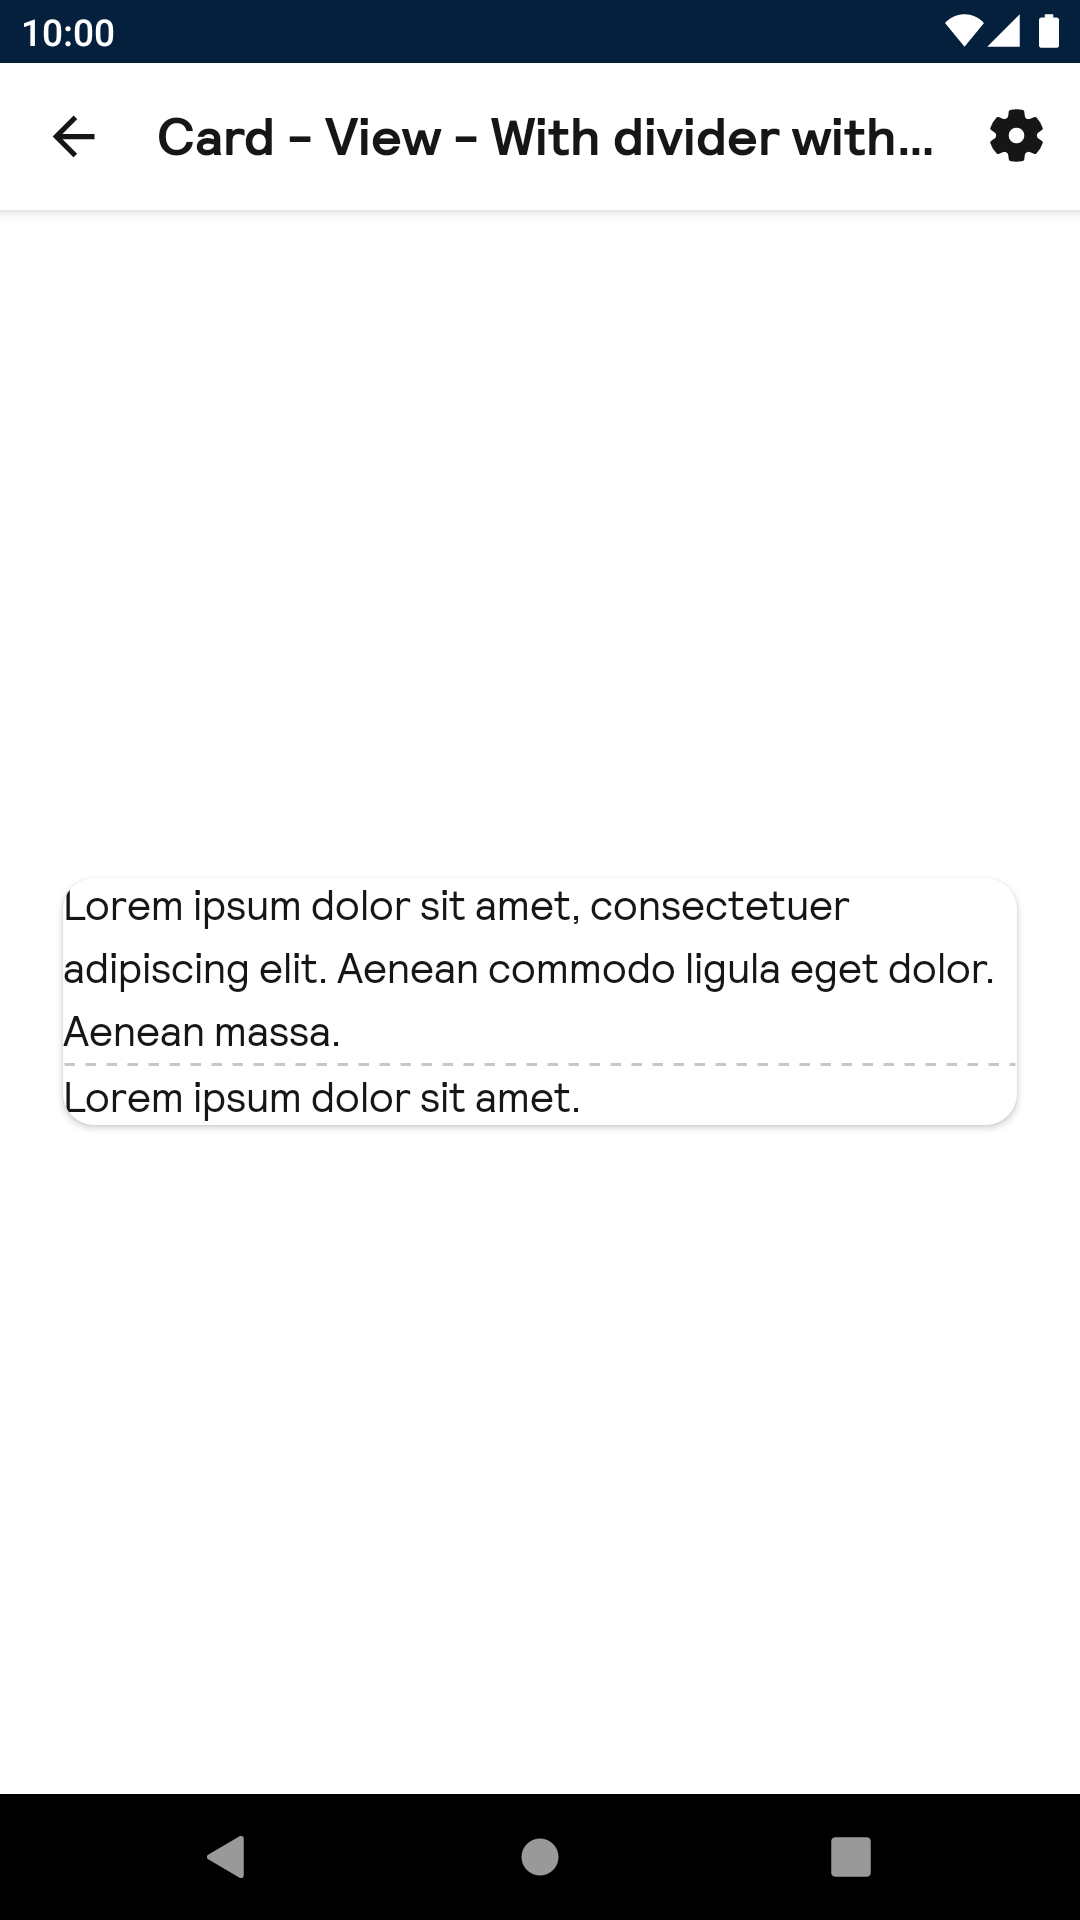 10:00
Card - View - With divider with...
Lorem ipsum dolor sit amet, consectetuer
adipiscing elit. Aenean commodo ligula eget dolor.
Aenean massa.
Lorem ipsum dolor sit amet.